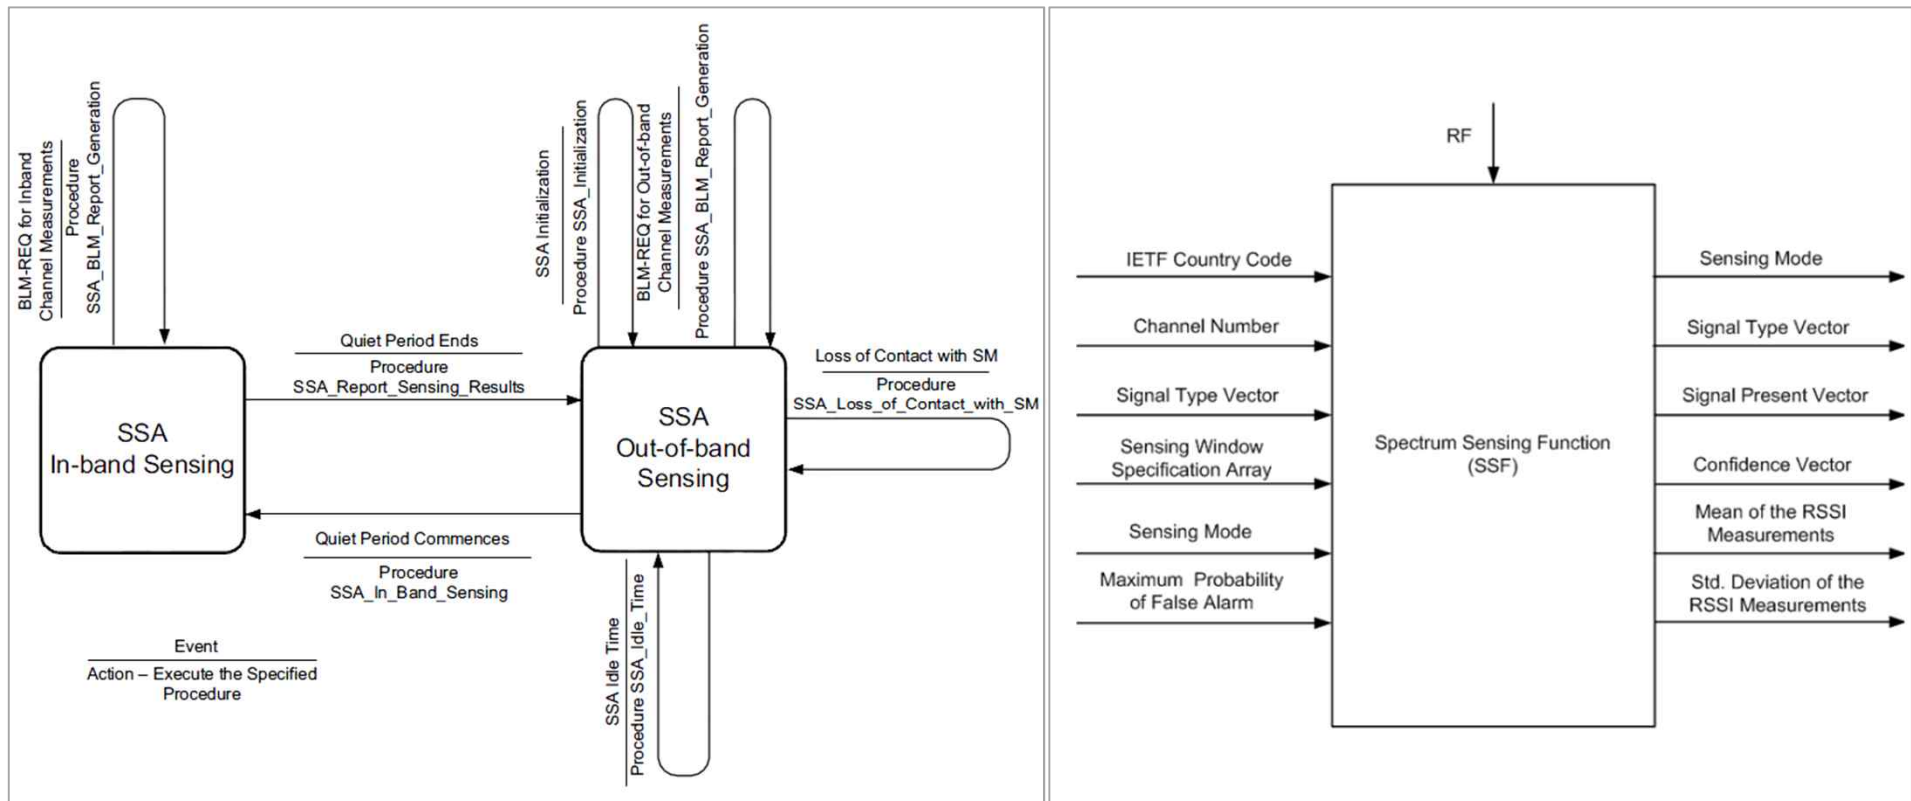 BLM-REQ for Inband
Channel Measurements
Procedure
SSA_BLM_Report_Generation
SSA Initialization
Procedure SSA_Initialization
BLM-REQ for Out-of-band
Channel Measurements
Procedure SSA_BLM_Report_Generation
Quiet Period Ends
Procedure
SSA_Report_Sensing_Results
Loss of Contact with SM
Procedure
SSA_Loss_of_Contact_with_SM
SSA
In-band Sensing
SSA
Out-of-band
Sensing
Quiet Period Commences
Procedure
SSA_In_Band_Sensing
SSA Idle Time
Procedure SSA_Idle_Time
Event
Action – Execute the Specified
Procedure
RF
IETF Country Code
Channel Number
Signal Type Vector
Sensing Window
Specification Array
Sensing Mode
Maximum Probability
of False Alarm
Spectrum Sensing Function
(SSF)
Sensing Mode
Signal Type Vector
Signal Present Vector
Confidence Vector
Mean of the RSSI
Measurements
Std. Deviation of the
RSSI Measurements